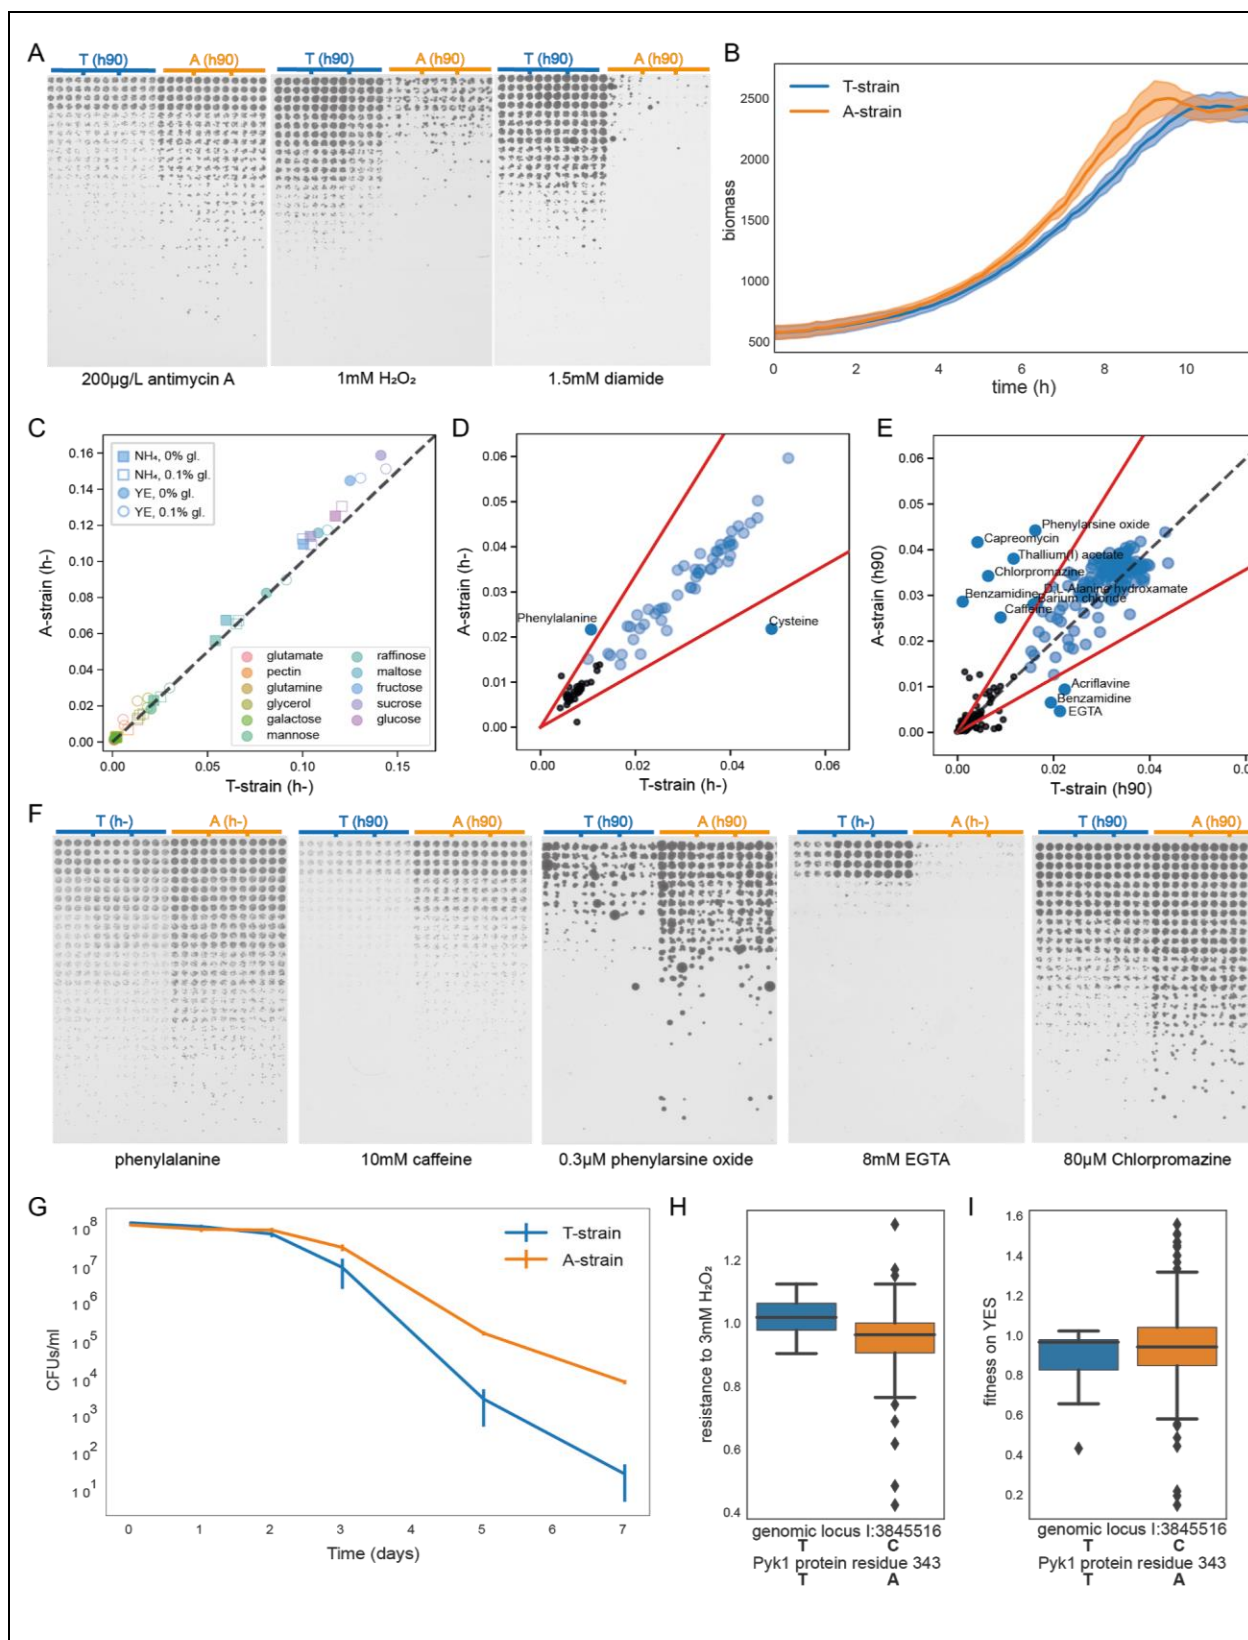 A
T (h90)
A (h90)
T (h90)
A (h90)
T (h90)
A (h90)
200µg/L antimycin A
1mM H₂O₂
1.5mM diamide
B
T-strain
A-strain
2500
2000
1500
1000
500
biomass
0
2
4
6
8
10
time (h)
C
NH₄, 0% gl.
NH₄, 0.1% gl.
YE, 0% gl.
YE, 0.1% gl.
0.16
0.14
0.12
0.10
0.08
0.06
0.04
0.02
0.00
A-strain (h-)
glutamate
pectin
glutamine
glycerol
galactose
mannose
raffinose
maltose
fructose
sucrose
glucose
0.00
0.05
0.10
0.15
T-strain (h-)
D
0.06
0.05
0.04
0.03
0.02
0.01
0.00
A-strain (h-)
Phenylalanine
Cysteine
0.00
0.02
0.04
0.06
T-strain (h-)
E
0.06
0.05
0.04
0.03
0.02
0.01
0.00
A-strain (h90)
Phenylarsine oxide
Capreomycin
Thallium(I) acetate
Chlorpromazine
D,L-Alanine hydroxamate
Benzamidine
Barium chloride
Caffeine
Acriflavine
Benzamidine
EGTA
0.00
0.02
0.04
T-strain (h90)
F
T (h-)
A (h-)
T (h90)
A (h90)
T (h90)
A (h90)
T (h-)
A (h-)
T (h90)
A (h90)
phenylalanine
10mM caffeine
0.3µM phenylarsine oxide
8mM EGTA
80µM Chlorpromazine
G
T-strain
A-strain
10⁸
10⁷
10⁶
10⁵
10⁴
10³
10²
10¹
CFUs/ml
0
1
2
3
4
5
6
7
Time (days)
H
1.2
1.0
0.8
0.6
0.4
resistance to 3mM H₂O₂
genomic locus I:3845516
T C
Pyk1 protein residue 343
T A
I
1.6
1.4
1.2
1.0
0.8
0.6
0.4
0.2
fitness on YES
genomic locus I:3845516
T C
Pyk1 protein residue 343
T A